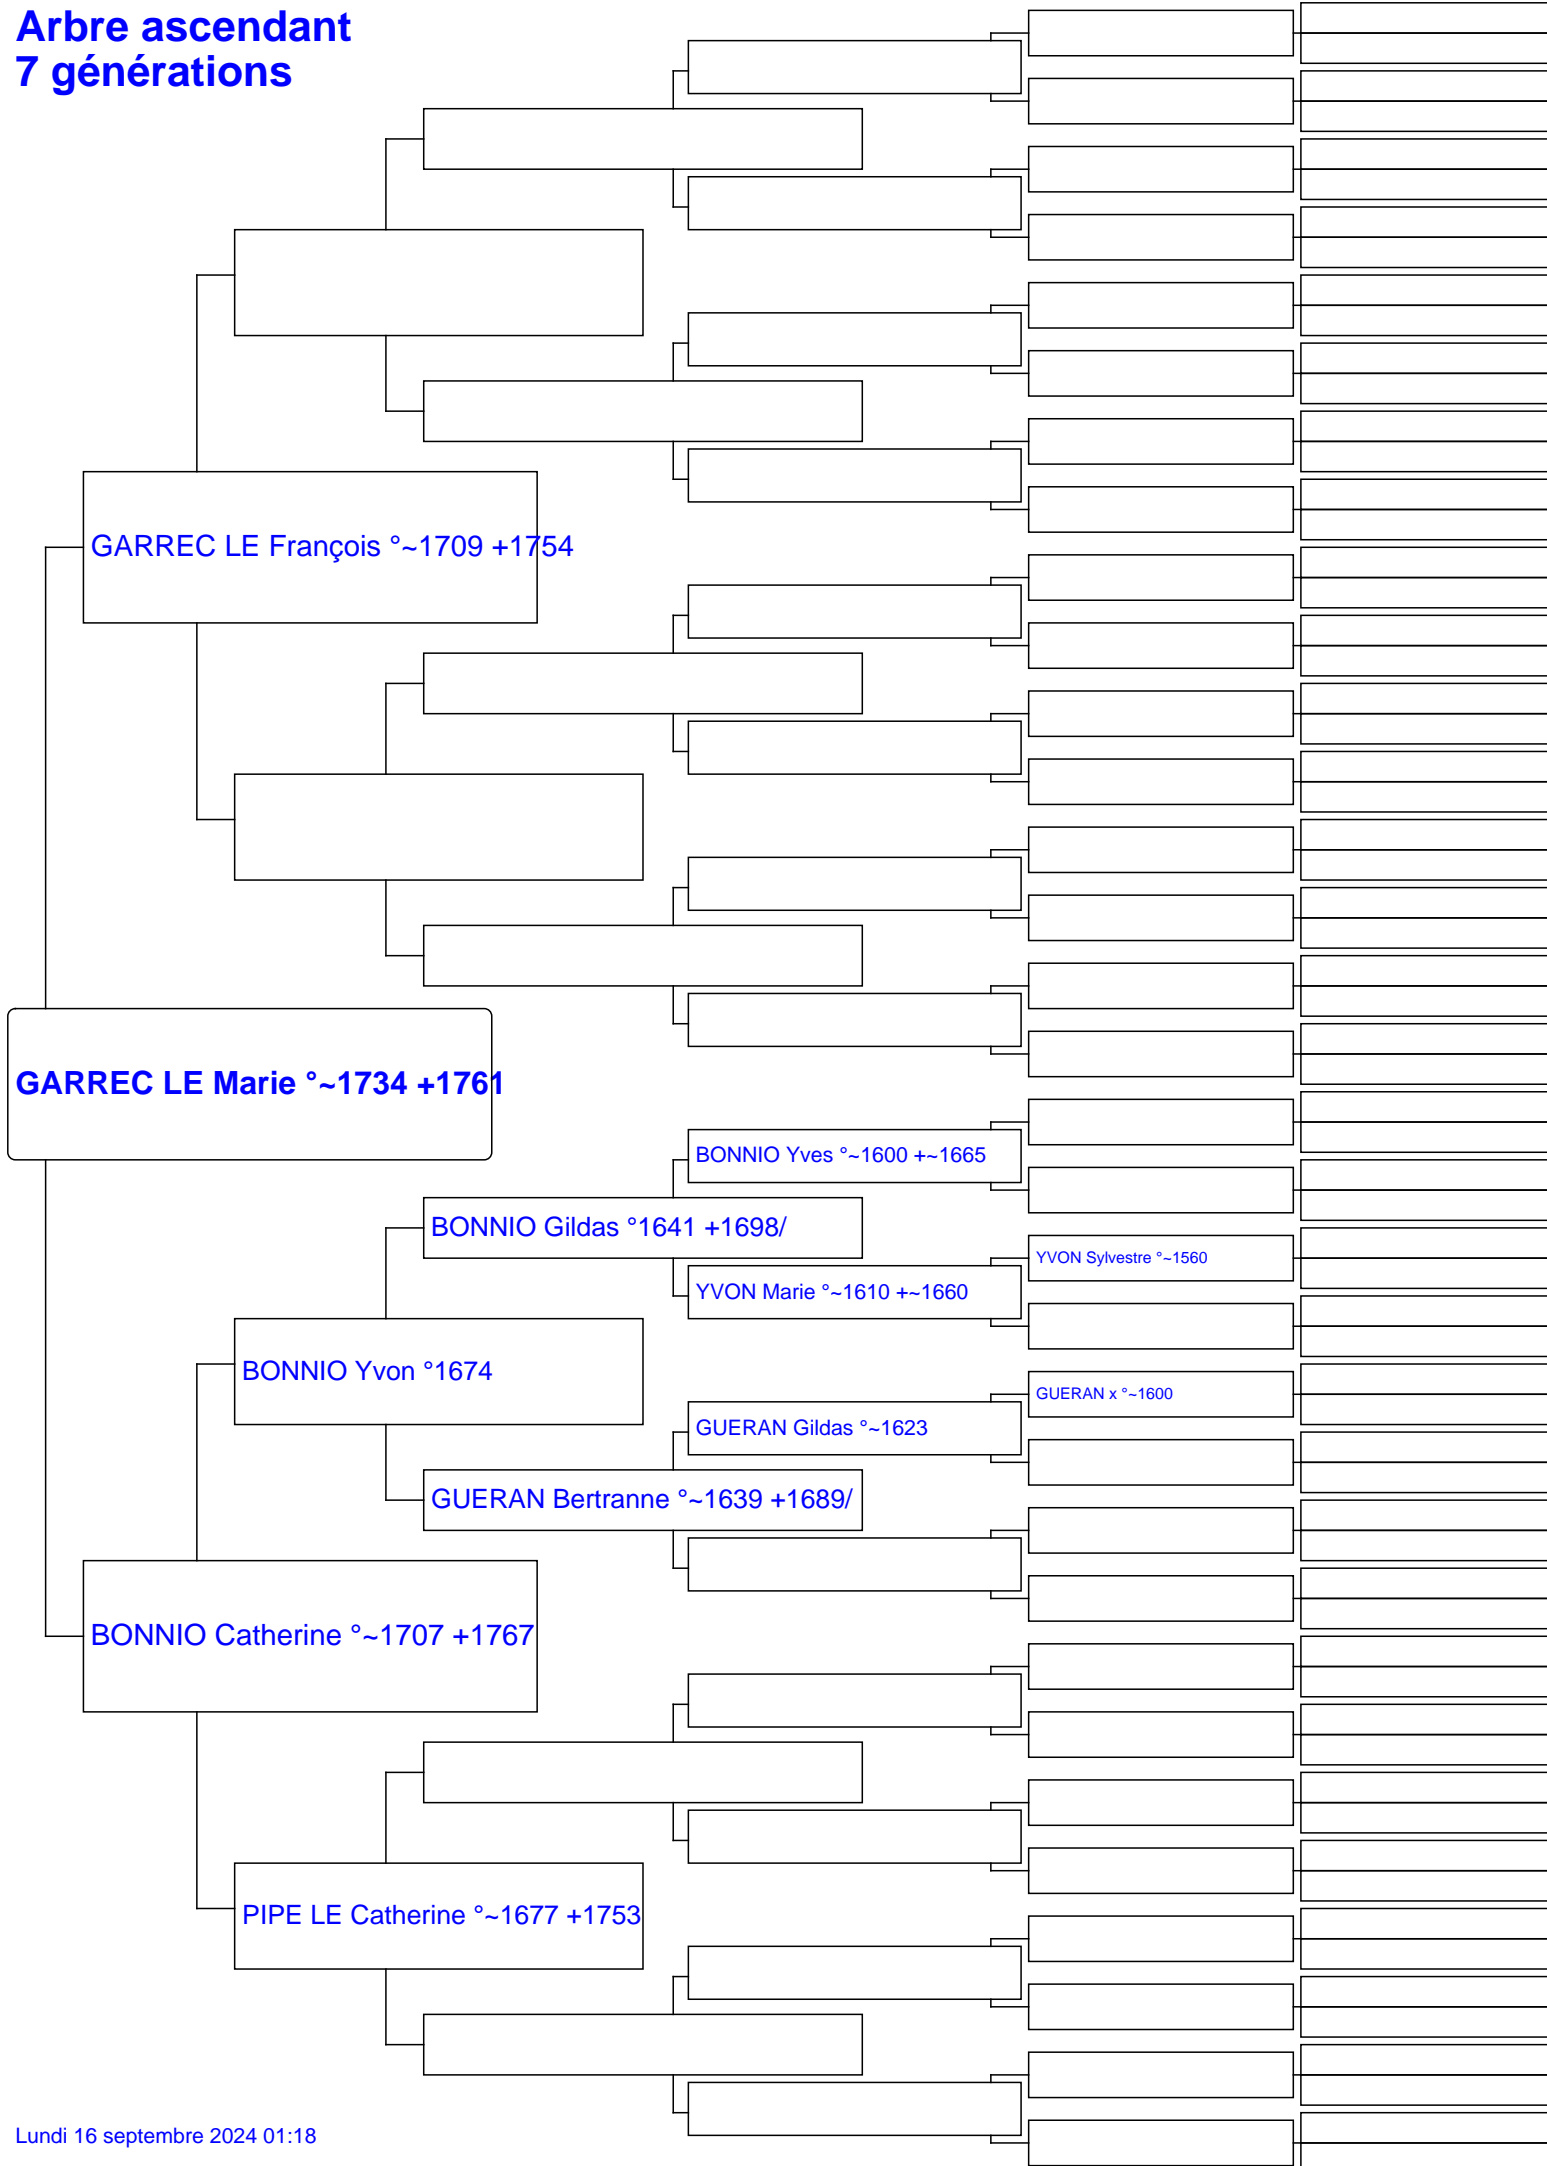 Arbre ascendant
7 générations
GARREC LE François °~1709 +1754
GARREC LE Marie °~1734 +1761
BONNIO Yves °~1600 +~1665
BONNIO Gildas °1641 +1698/
YVON Sylvestre °~1560
YVON Marie °~1610 +~1660
BONNIO Yvon °1674
GUERAN x °~1600
GUERAN Gildas °~1623
GUERAN Bertranne °~1639 +1689/
BONNIO Catherine °~1707 +1767
PIPE LE Catherine °~1677 +1753
Lundi 16 septembre 2024 01:18